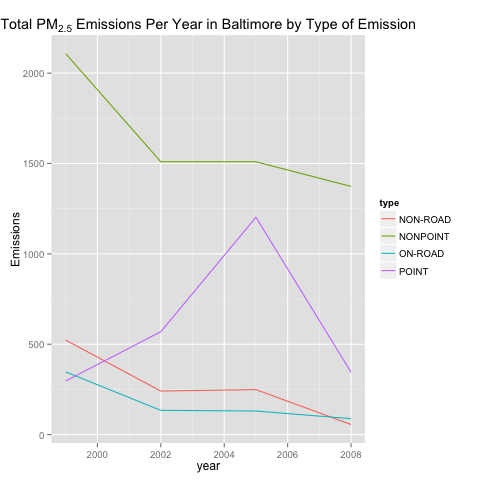 Total PM2.5 Emissions Per Year in Baltimore by Type of Emission
2000
1500
1000
500
0
Emissions
2000
2002
2004
2006
2008
year
type
NON-ROAD
NONPOINT
ON-ROAD
POINT